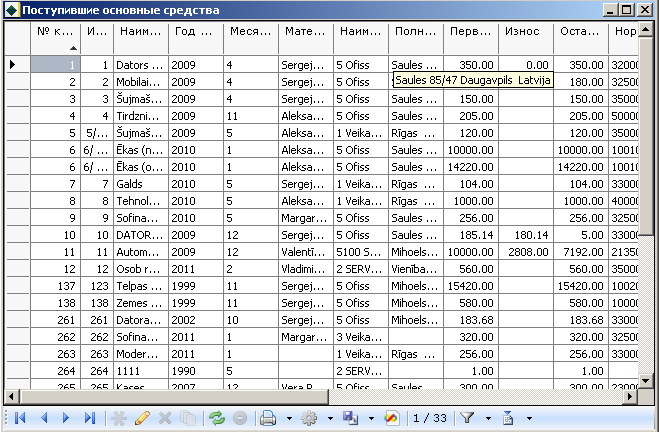 Поступившие основные средства
№ к... И... Наим... Год ... Меся... Мате... Наим... Полн... Перв... Износ Оста... Нор
1 1 Dators ... 2009 4 Sergej... 5 Ofiss Saules ... 350.00 0.00 350.00 32000
Saules 85/47 Daugavpils Latvija
2 2 Mobilai... 2009 4 Sergej... 5 Ofiss 180.00 32500
3 3 Šujmaš... 2009 4 Sergej... 5 Ofiss Saules ... 150.00 150.00 35000
4 4 Tirdzni... 2009 11 Aleksa... 5 Ofiss Saules ... 205.00 205.00 50000
5 5/... Šujmaš... 2009 5 Aleksa... 1 Veika... Rīgas ... 120.00 120.00 35000
6 6/ ... Ēkas (n... 2010 1 Aleksa... 5 Ofiss Saules ... 10000.00 10000.00 10010
6 6/ ... Ēkas (o... 2010 1 Aleksa... 5 Ofiss Saules ... 14220.00 14220.00 10010
7 7 Galds 2010 5 Sergej... 1 Veika... Rīgas ... 104.00 104.00 33000
8 8 Tehnol... 2010 5 Aleksa... 1 Veika... Rīgas ... 1000.00 1000.00 40000
9 9 Sofina... 2010 5 Margar... 5 Ofiss Saules ... 256.00 256.00 32500
10 10 DATOR... 2009 12 Sergej... 5 Ofiss Saules ... 185.14 180.14 5.00 32500
11 11 Autom... 2009 12 Valentī... 5100 S... Mihoels... 10000.00 2808.00 7192.00 21350
12 12 Osob r... 2011 2 Vladimi... 2 SERV... Vienība... 560.00 560.00 35000
137 123 Telpas ... 1999 11 Sergej... 5 Ofiss Mihoels... 15420.00 15420.00 10020
138 138 Zemes ... 1999 11 Sergej... 5 Ofiss Mihoels... 580.00 580.00 10000
261 261 Datora... 2002 10 Sergej... 5 Ofiss Mihoels... 183.68 183.68 33000
262 262 Sofina... 2011 1 Margar... 3 Veika... 320.00 320.00 32500
263 263 Moder... 2011 1 1 Veika... Rīgas ... 256.00 256.00 35000
264 264 1111 1990 5 2 SERV... 1.00 1.00
265 265 Kases ... 2007 12 Vera P... 5 Ofiss Saules ... 300.00 300.00 23000
1 / 33